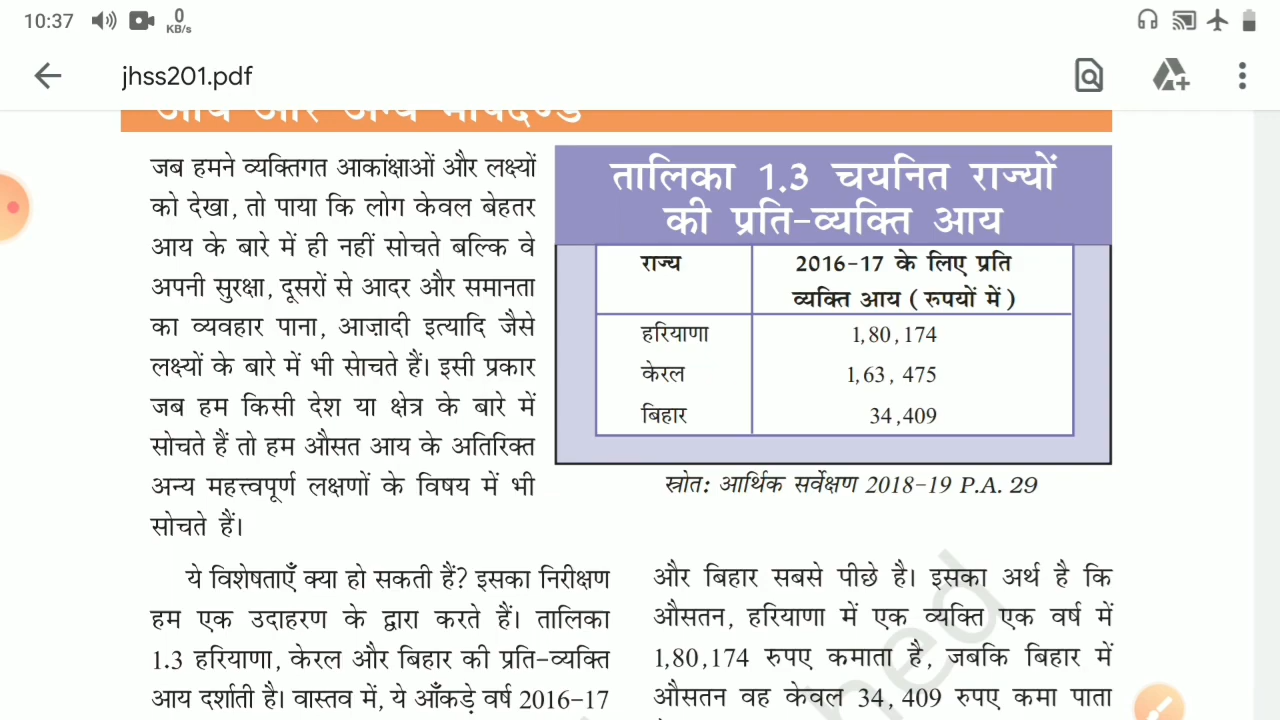 10:37
0
KB/s
jhss201.pdf
आय और अन्य मापदण्ड
जब हमने व्यक्तिगत आकांक्षाओं और लक्ष्यों
को देखा, तो पाया कि लोग केवल बेहतर
आय के बारे में ही नहीं सोचते बल्कि वे
अपनी सुरक्षा, दूसरों से आदर और समानता
का व्यवहार पाना, आज़ादी इत्यादि जैसे
लक्ष्यों के बारे में भी सेाचते हैं। इसी प्रकार
जब हम किसी देश या क्षेत्र के बारे में
सोचते हैं तो हम औसत आय के अतिरिक्त
अन्य महत्त्वपूर्ण लक्षणों के विषय में भी
सोचते हैं।
तालिका 1.3 चयनित राज्यों
की प्रति-व्यक्ति आय
राज्य 2016-17 के लिए प्रति
व्यक्ति आय ( रुपयों में )
हरियाणा 1,80,174
केरल 1,63, 475
बिहार 34,409
स्रोत: आर्थिक सर्वेक्षण 2018-19 P.A. 29
ये विशेषताएँ क्या हो सकती हैं? इसका निरीक्षण
हम एक उदाहरण के द्वारा करते हैं। तालिका
1.3 हरियाणा, केरल और बिहार की प्रति-व्यक्ति
आय दर्शाती है। वास्तव में, ये आँकड़े वर्ष 2016-17
और बिहार सबसे पीछे है। इसका अर्थ है कि
औसतन, हरियाणा में एक व्यक्ति एक वर्ष में
1,80,174 रुपए कमाता है, जबकि बिहार में
औसतन वह केवल 34, 409 रुपए कमा पाता